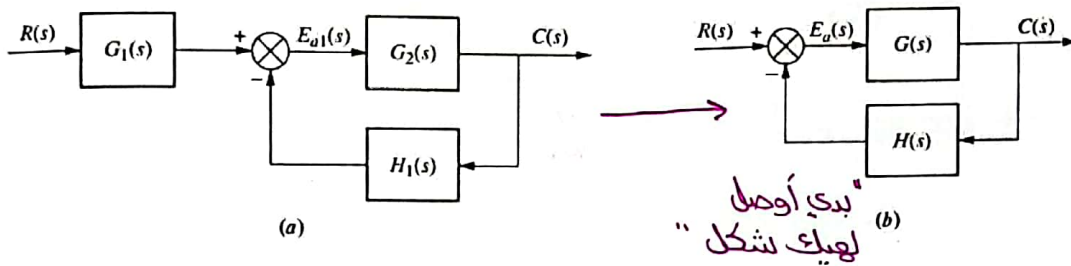 R(s)
G₁(s)
+
−
Eₐ₁(s)
G₂(s)
C(s)
H₁(s)
(a)
R(s)
+
−
Eₐ(s)
G(s)
C(s)
H(s)
(b)
"بدي أوصل
لهيك شكل"